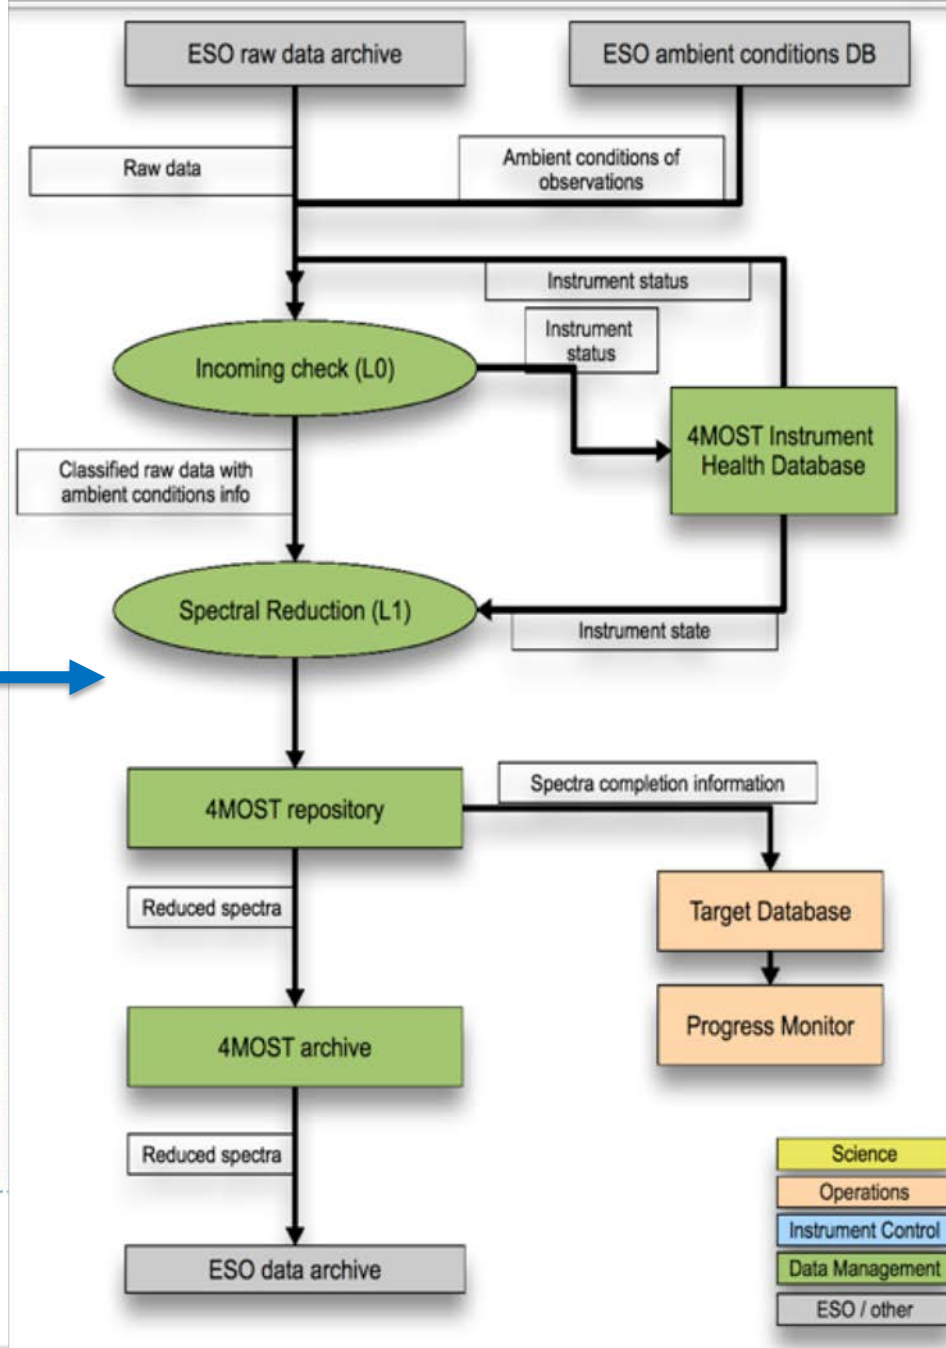 ESO raw data archive
ESO ambient conditions DB
Raw data
Ambient conditions of
observations
Instrument status
Instrument
status
Incoming check (L0)
4MOST Instrument
Health Database
Classified raw data with
ambient conditions info
Spectral Reduction (L1)
Instrument state
Spectra completion information
4MOST repository
Reduced spectra
Target Database
Progress Monitor
4MOST archive
Reduced spectra
ESO data archive
Science
Operations
Instrument Control
Data Management
ESO / other